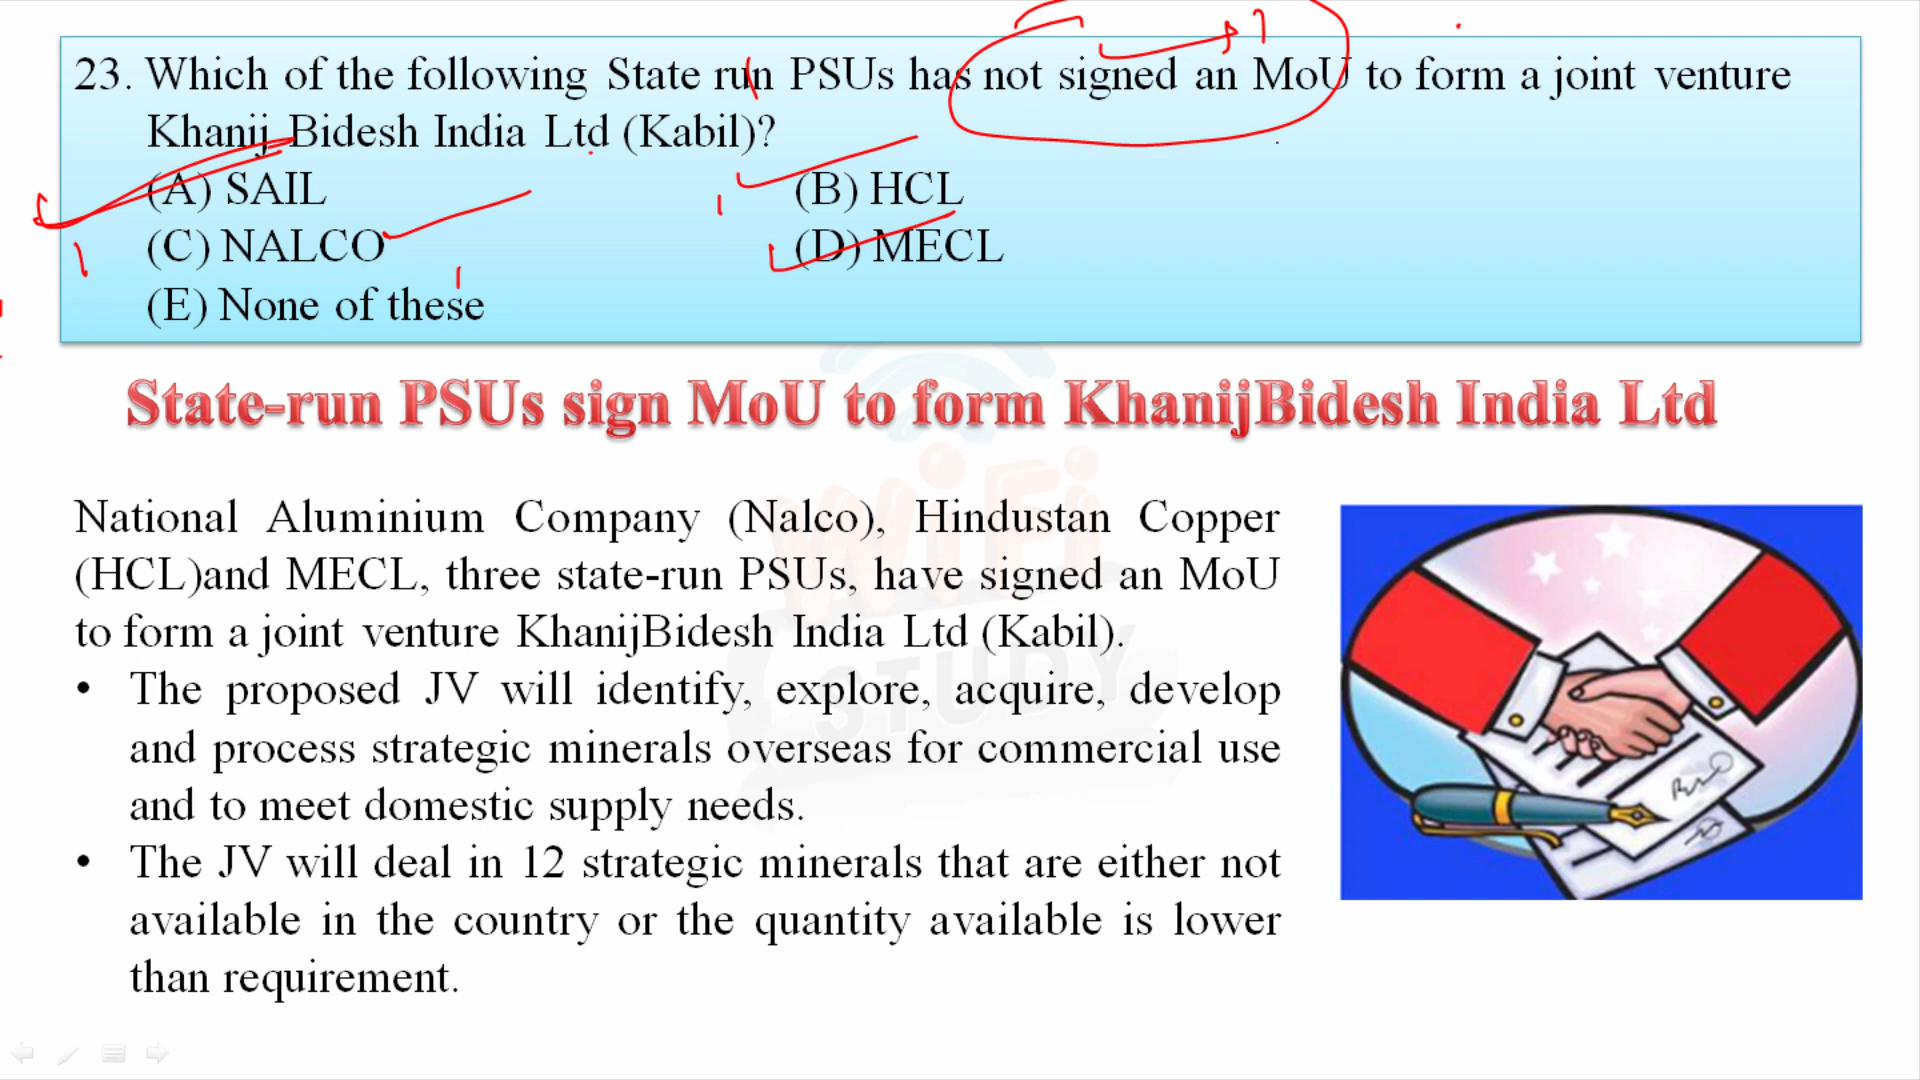 23. Which of the following State run PSUs has not signed an MoU to form a joint venture
Khanij Bidesh India Ltd (Kabil)?
(A) SAIL (B) HCL
(C) NALCO (D) MECL
(E) None of these
State-run PSUs sign MoU to form KhanijBidesh India Ltd
National Aluminium Company (Nalco), Hindustan Copper
(HCL)and MECL, three state-run PSUs, have signed an MoU
to form a joint venture KhanijBidesh India Ltd (Kabil).
• The proposed JV will identify, explore, acquire, develop
and process strategic minerals overseas for commercial use
and to meet domestic supply needs.
• The JV will deal in 12 strategic minerals that are either not
available in the country or the quantity available is lower
than requirement.
WiFi
STUDY